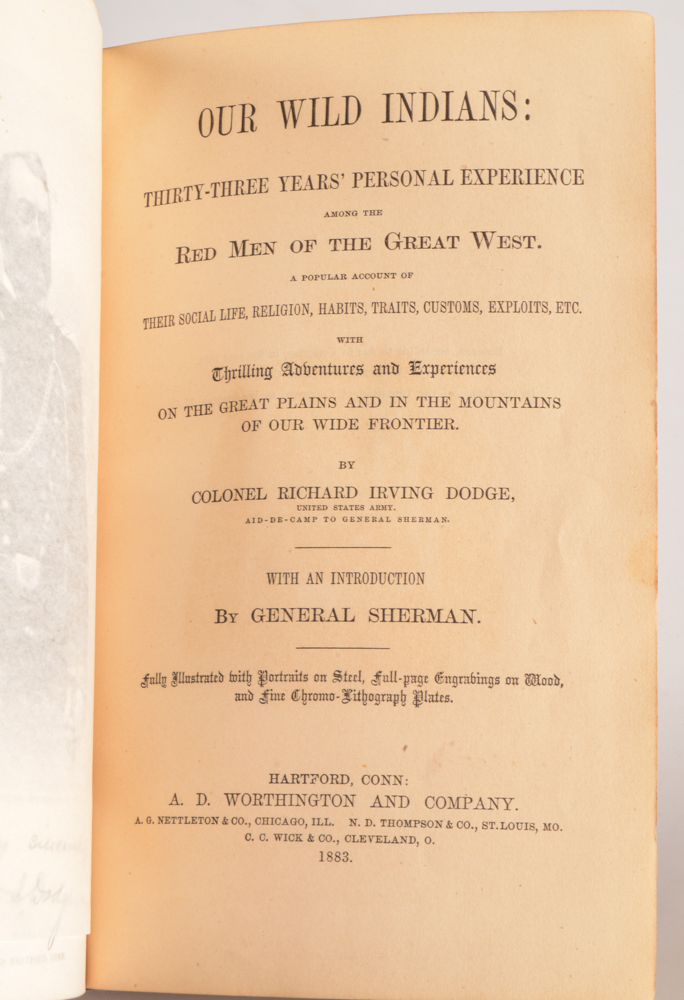 OUR WILD INDIANS:
THIRTY-THREE YEARS' PERSONAL EXPERIENCE
AMONG THE
RED MEN OF THE GREAT WEST.
A POPULAR ACCOUNT OF
THEIR SOCIAL LIFE, RELIGION, HABITS, TRAITS, CUSTOMS, EXPLOITS, ETC.
WITH
Thrilling Adventures and Experiences
ON THE GREAT PLAINS AND IN THE MOUNTAINS
OF OUR WIDE FRONTIER.
BY
COLONEL RICHARD IRVING DODGE,
UNITED STATES ARMY.
AID-DE-CAMP TO GENERAL SHERMAN.
WITH AN INTRODUCTION
BY GENERAL SHERMAN.
Fully Illustrated with Portraits on Steel, Full-page Engravings on Wood,
and Fine Chromo-Lithograph Plates.
HARTFORD, CONN:
A. D. WORTHINGTON AND COMPANY.
A. G. NETTLETON & CO., CHICAGO, ILL. N. D. THOMPSON & CO., ST. LOUIS, MO.
C. C. WICK & CO., CLEVELAND, O.
1883.